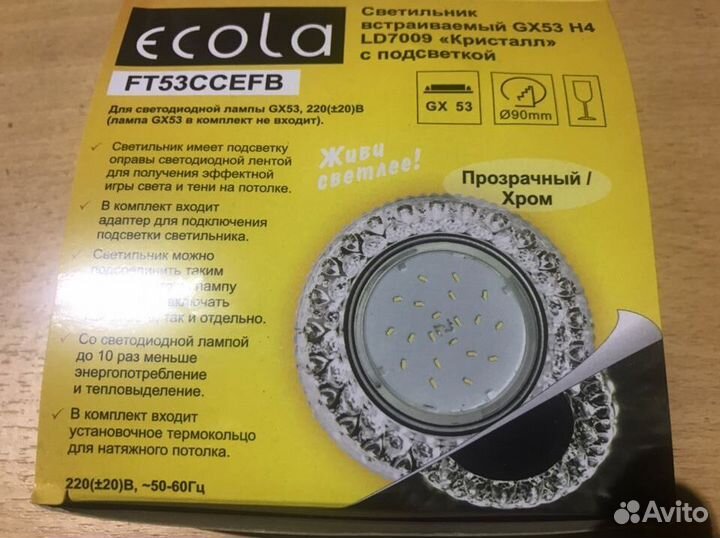 ecola
FT53CCEFB
Светильник
встраиваемый GX53 H4
LD7009 «Кристалл»
с подсветкой
GX 53
Ø90mm
Для светодиодной лампы GX53, 220(±20)В
(лампа GX53 в комплект не входит).
Живи
светлее!
Прозрачный /
Хром
✓ Светильник имеет подсветку
оправы светодиодной лентой
для получения эффектной
игры света и тени на потолке.
✓ В комплект входит
адаптер для подключения
подсветки светильника.
Светильник можно
подсоединить таким
лампу
включать
так и отдельно.
✓ Со светодиодной лампой
до 10 раз меньше
энергопотребление
и тепловыделение.
✓ В комплект входит
установочное термокольцо
для натяжного потолка.
220(±20)В, ~50-60Гц
Avito